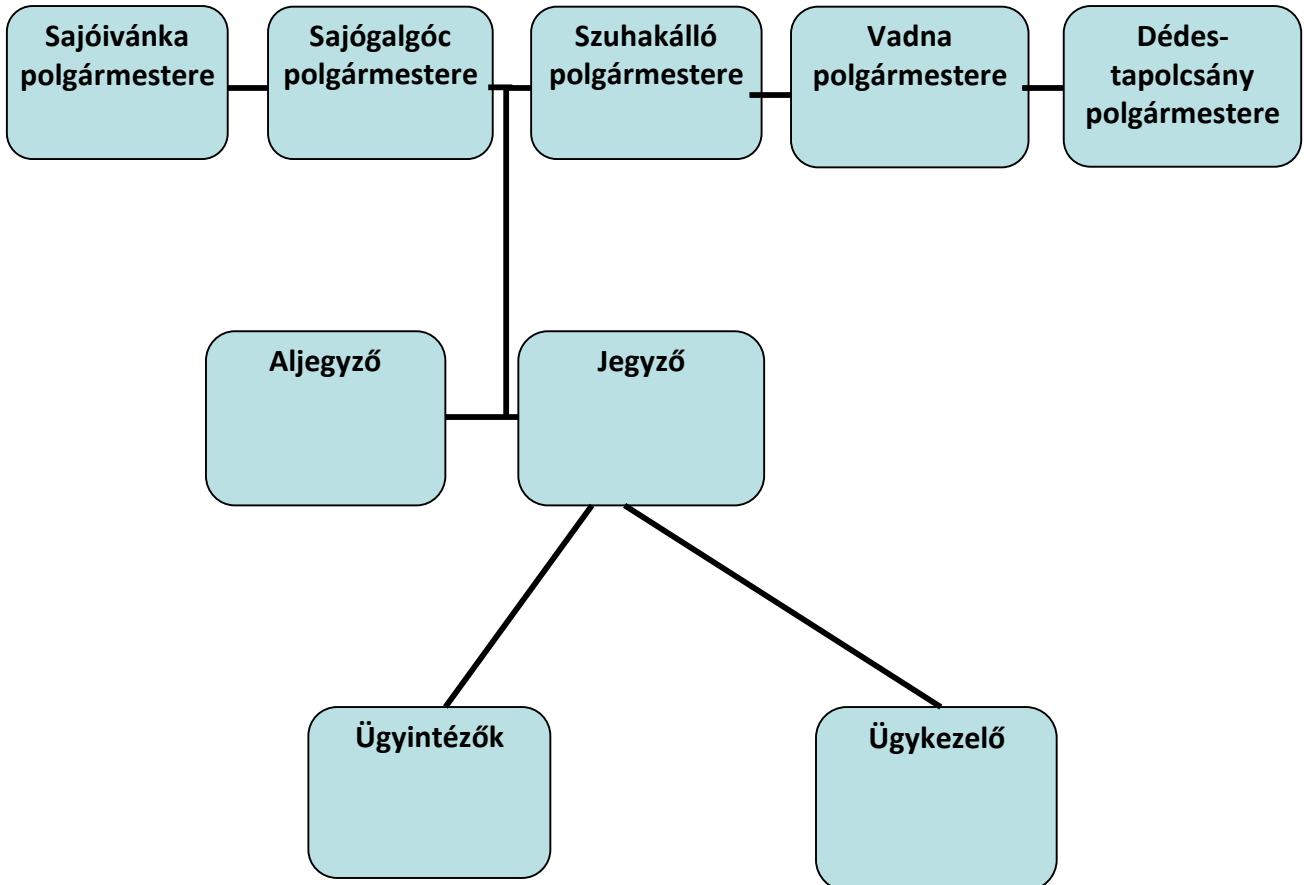 Sajóivánka
polgármestere
Sajógalgóc
polgármestere
Szuhakálló
polgármestere
Vadna
polgármestere
Dédes-
tapolcsány
polgármestere
Aljegyző
Jegyző
Ügyintézők
Ügykezelő